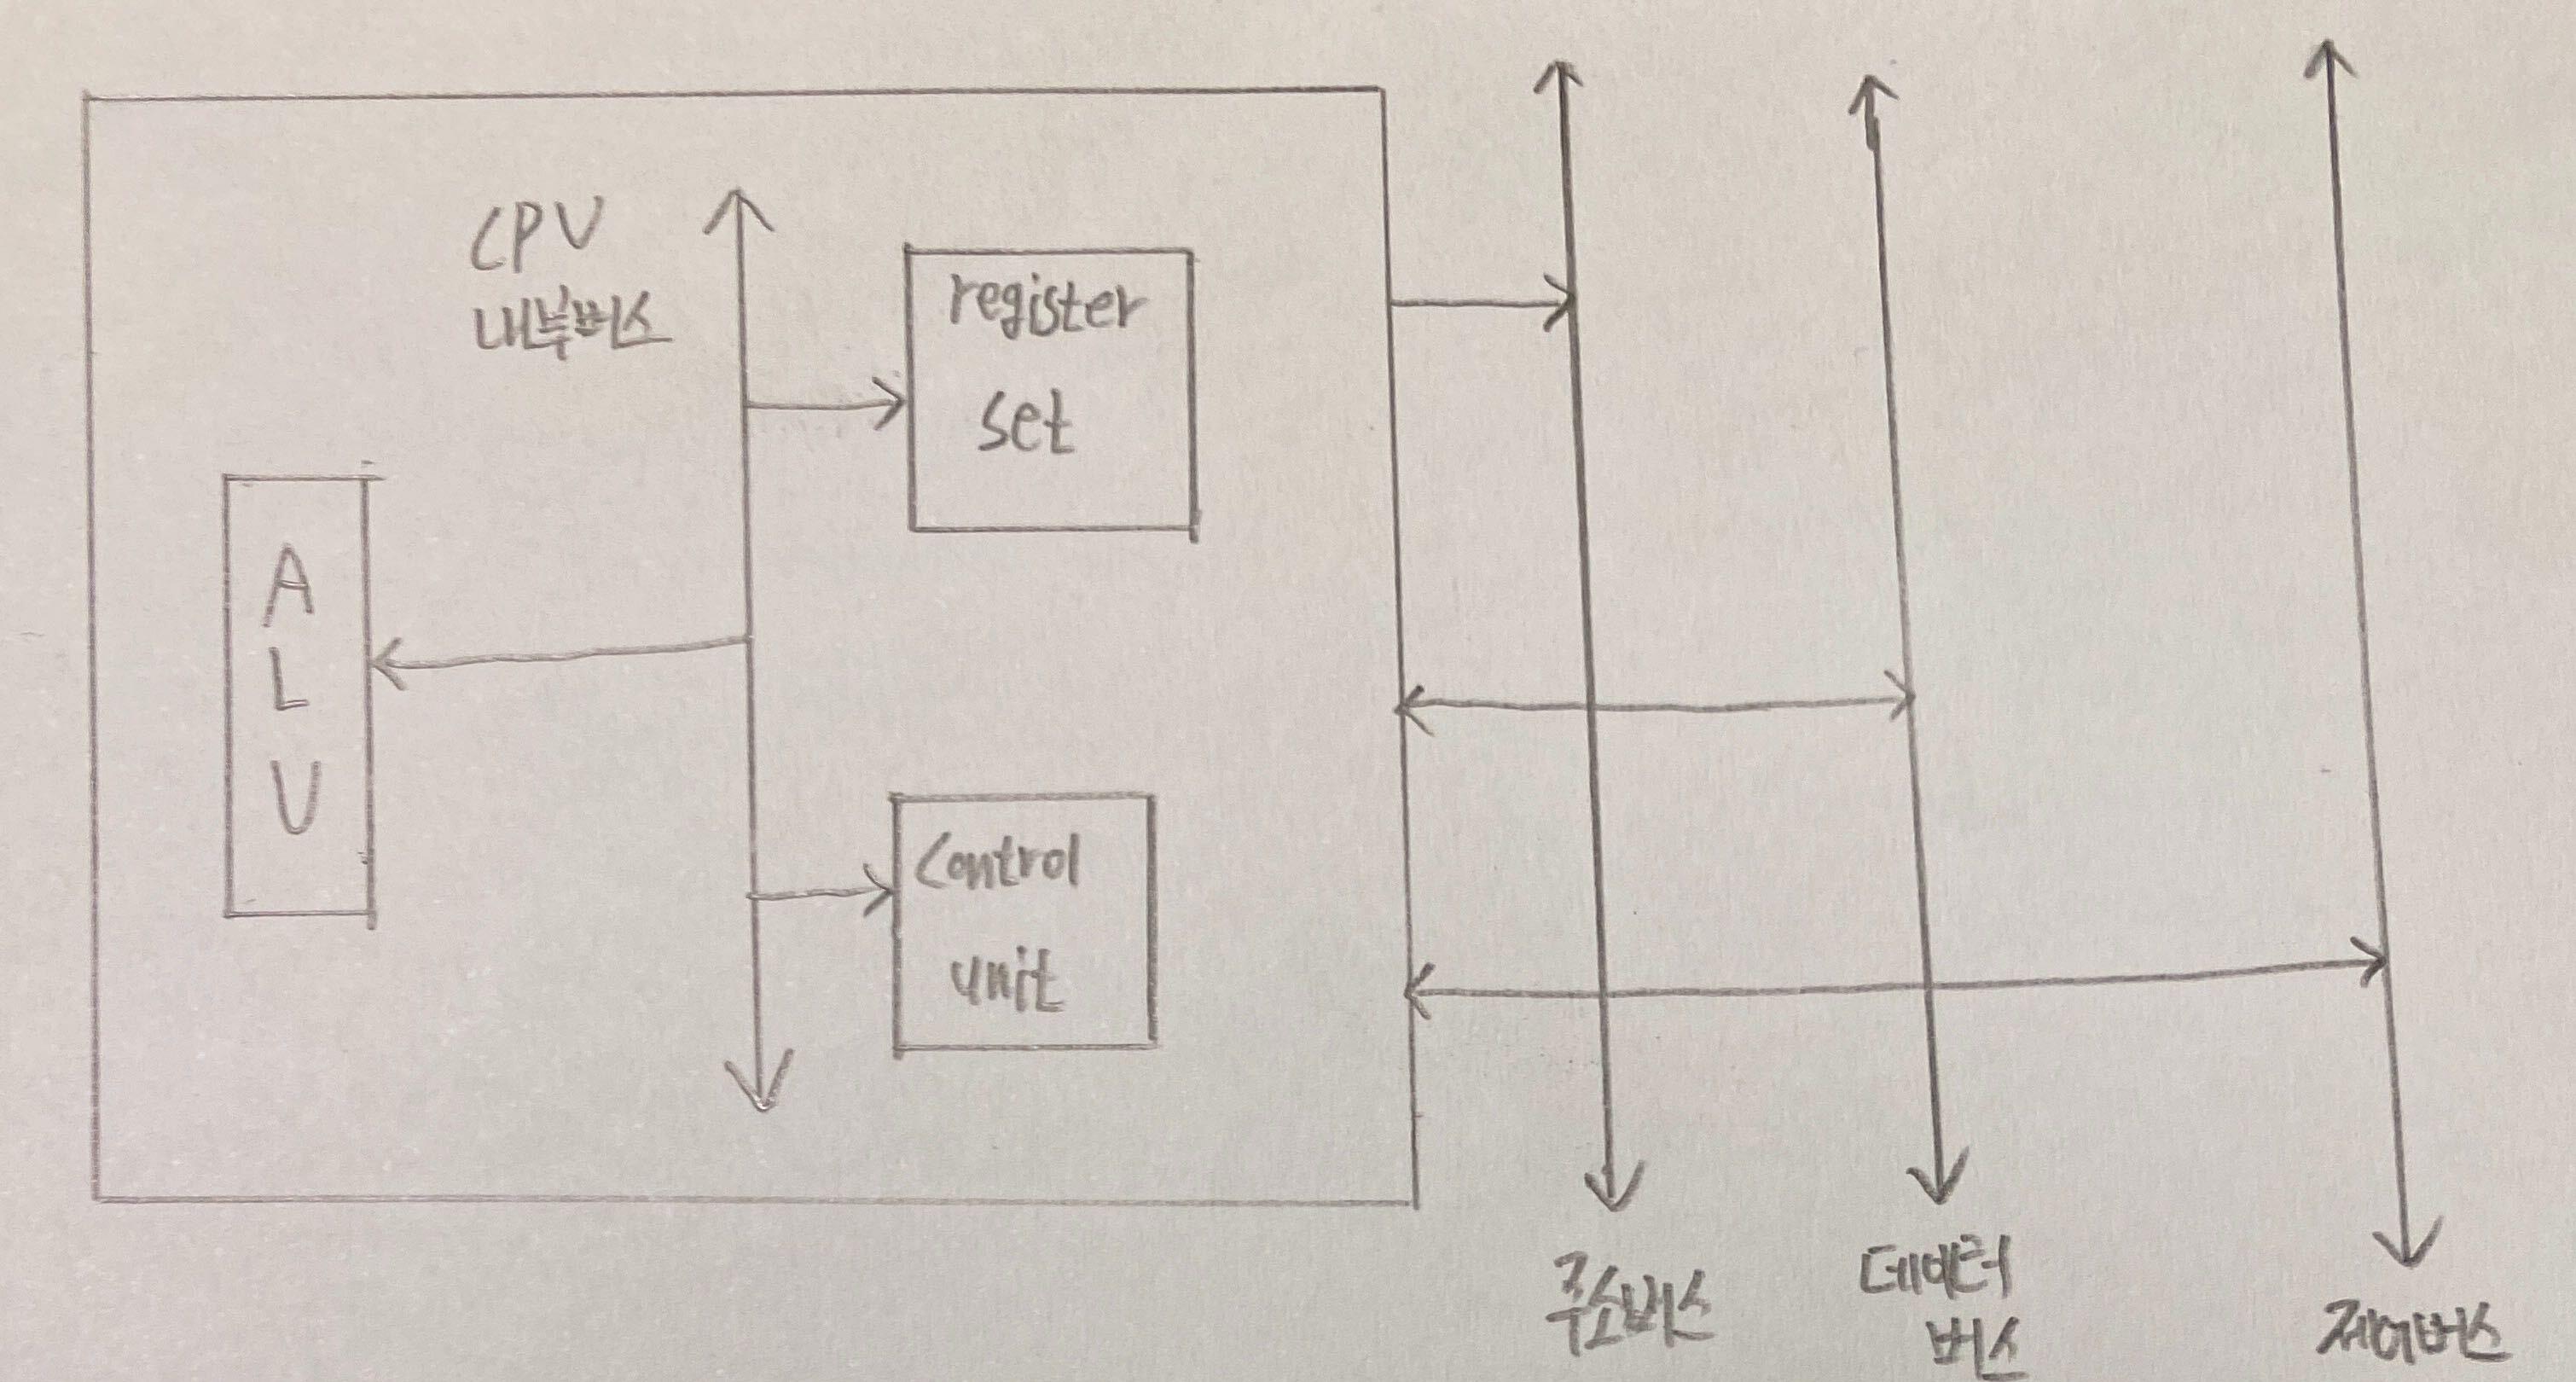 CPU
내부버스
register
set
A
L
U
Control
unit
주소버스
데이터
버스
제어버스